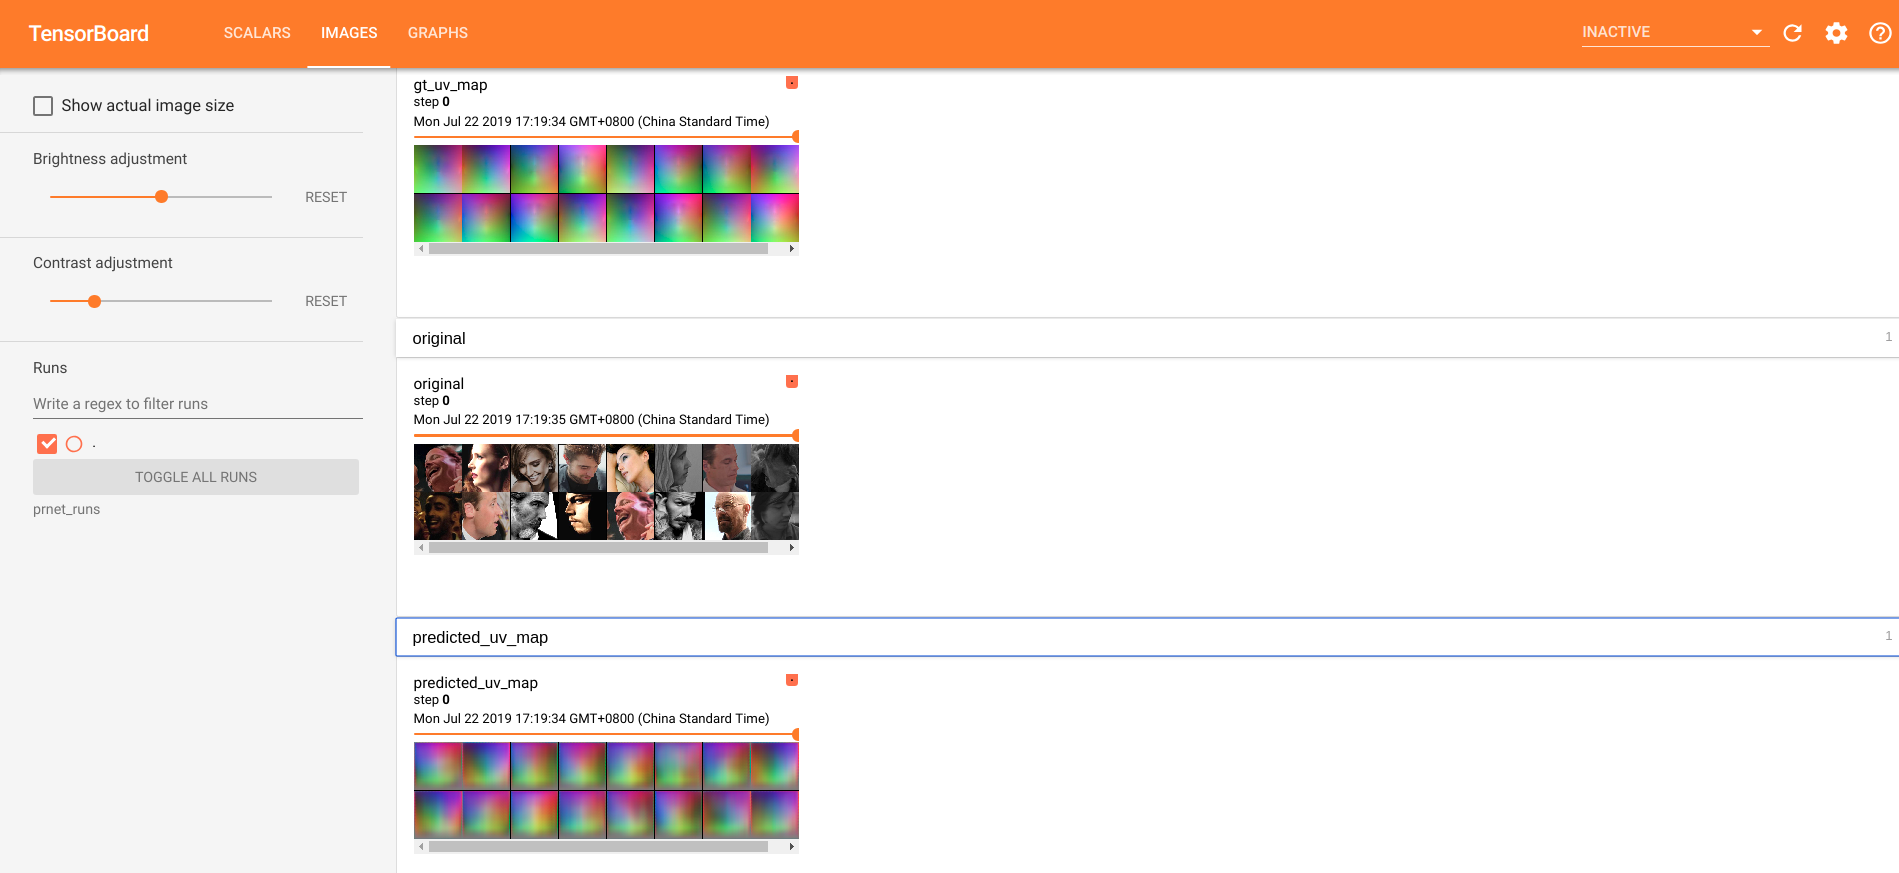 TensorBoard
SCALARS
IMAGES
GRAPHS
INACTIVE
Show actual image size
Brightness adjustment
RESET
Contrast adjustment
RESET
Runs
Write a regex to filter runs
.
TOGGLE ALL RUNS
prnet_runs
gt_uv_map
step 0
Mon Jul 22 2019 17:19:34 GMT+0800 (China Standard Time)
original
1
original
step 0
Mon Jul 22 2019 17:19:35 GMT+0800 (China Standard Time)
predicted_uv_map
1
predicted_uv_map
step 0
Mon Jul 22 2019 17:19:34 GMT+0800 (China Standard Time)